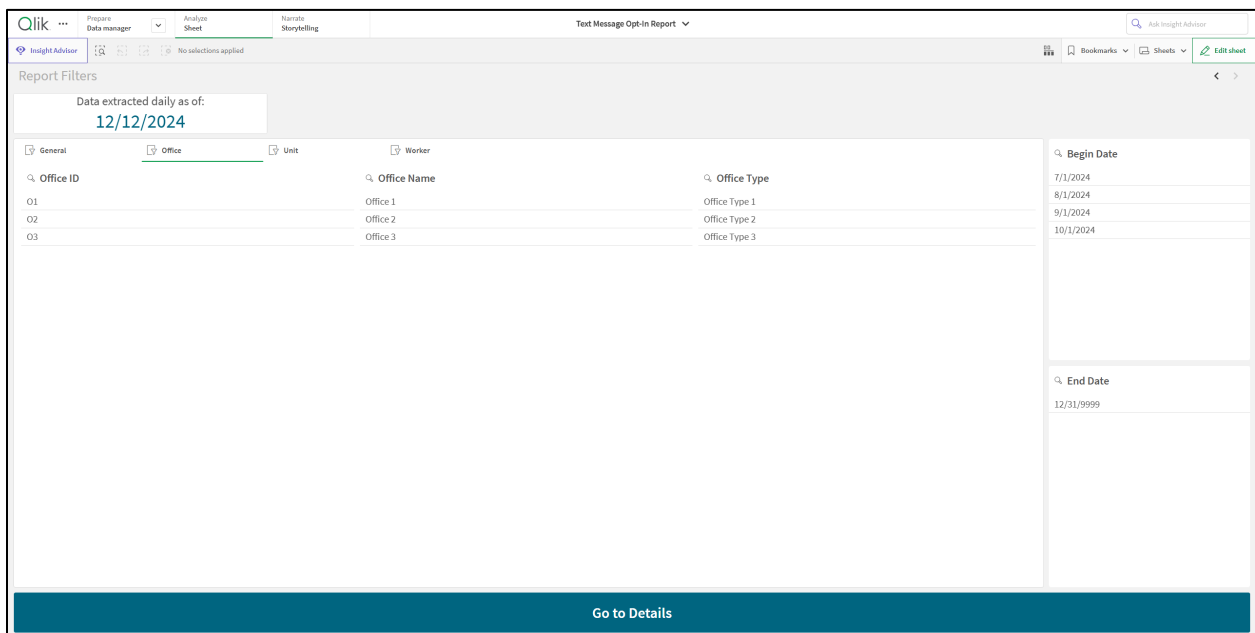 Qlik ... Prepare Data manager Analyze Sheet Narrate Storytelling Text Message Opt-In Report Ask Insight Advisor
Insight Advisor No selections applied Bookmarks Sheets Edit sheet
Report Filters
Data extracted daily as of:
12/12/2024
General Office Unit Worker
Office ID Office Name Office Type
O1 Office 1 Office Type 1
O2 Office 2 Office Type 2
O3 Office 3 Office Type 3
Begin Date
7/1/2024
8/1/2024
9/1/2024
10/1/2024
End Date
12/31/9999
Go to Details